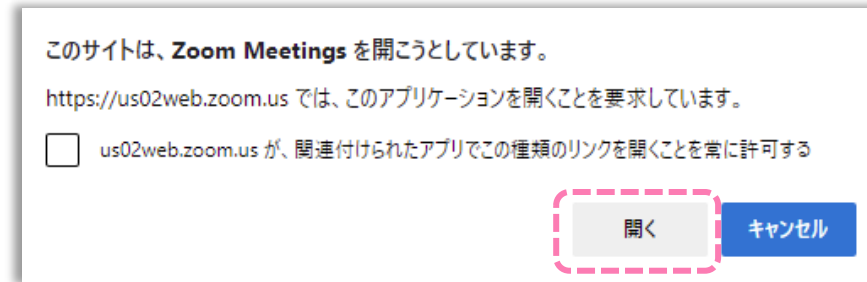 このサイトは、Zoom Meetings を開こうとしています。
https://us02web.zoom.us では、このアプリケーションを開くことを要求しています。
us02web.zoom.us が、関連付けられたアプリでこの種類のリンクを開くことを常に許可する
開く キャンセル